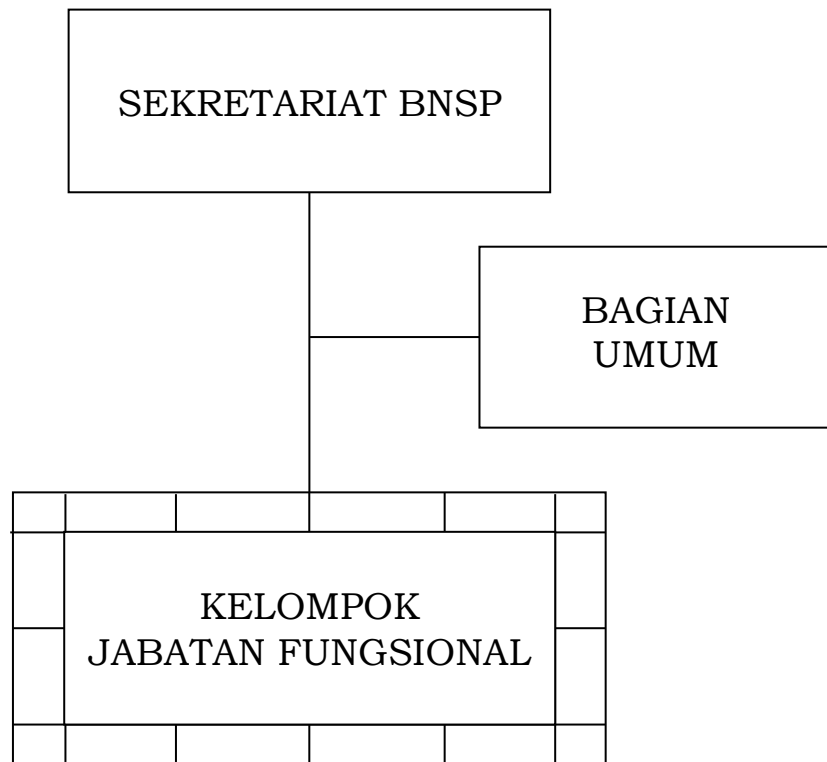 SEKRETARIAT BNSP
BAGIAN
UMUM
KELOMPOK
JABATAN FUNGSIONAL